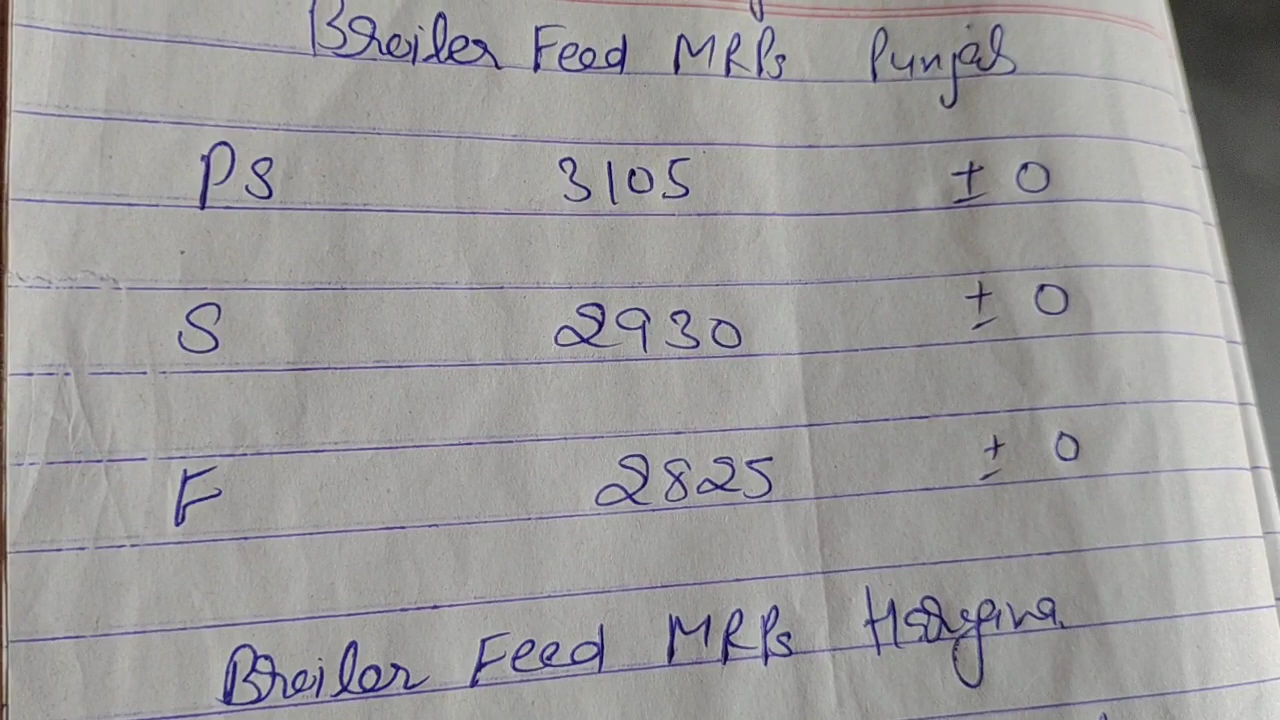 Broiler Feed MRPs Punjab
PS 3105 ± 0
S 2930 ± 0
F 2825 ± 0
Broiler Feed MRPs Haryana